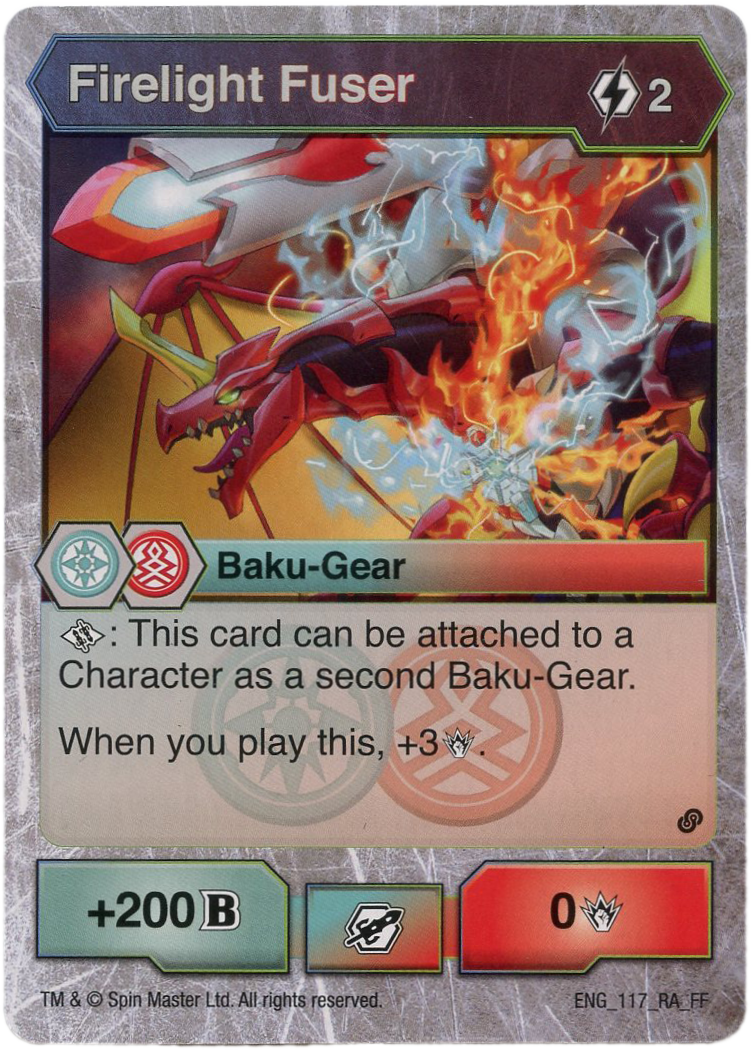 Firelight Fuser
2
Baku-Gear
: This card can be attached to a
Character as a second Baku-Gear.
When you play this, +3.
+200 B
0
TM & © Spin Master Ltd. All rights reserved.
ENG_117_RA_FF